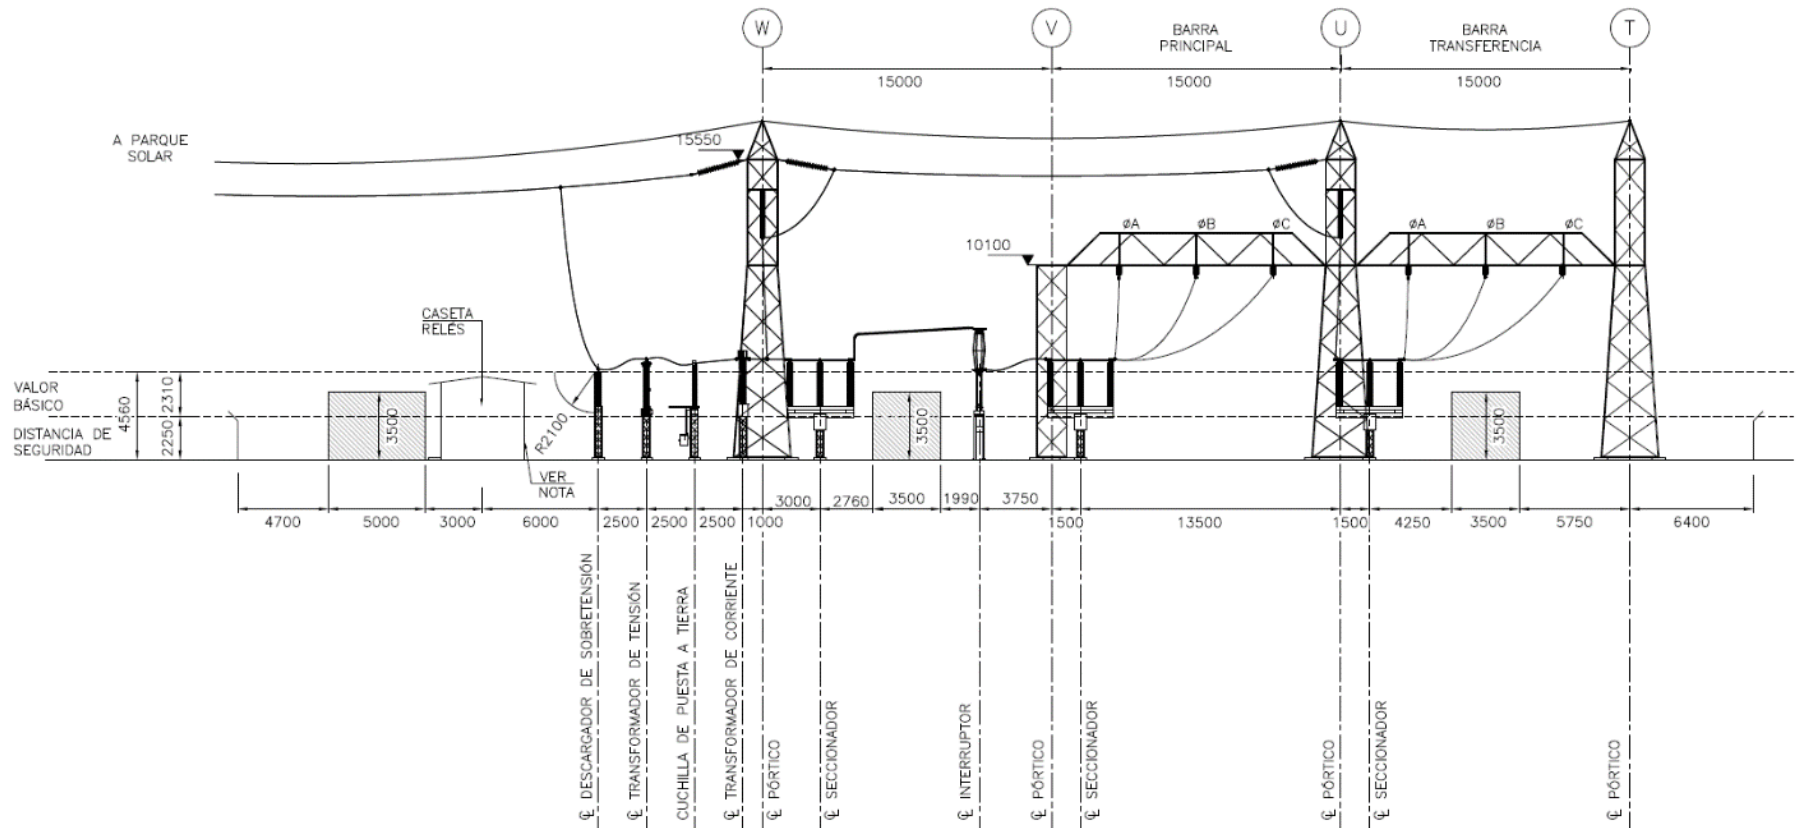 W
V
U
T
BARRA
PRINCIPAL
BARRA
TRANSFERENCIA
15000
15000
15000
A PARQUE
SOLAR
15550
10100
øA
øB
øC
øA
øB
øC
CASETA
RELÉS
VALOR
BÁSICO
DISTANCIA DE
SEGURIDAD
4560
2310
2250
3500
R2100
3500
3500
VER
NOTA
4700
5000
3000
6000
2500
2500
2500
1000
3000
2760
3500
1990
3750
1500
13500
1500
4250
3500
5750
6400
℄ DESCARGADOR DE SOBRETENSIÓN
℄ TRANSFORMADOR DE TENSIÓN
CUCHILLA DE PUESTA A TIERRA
℄ TRANSFORMADOR DE CORRIENTE
℄ PÓRTICO
℄ SECCIONADOR
℄ INTERRUPTOR
℄ PÓRTICO
℄ SECCIONADOR
℄ PÓRTICO
℄ SECCIONADOR
℄ PÓRTICO